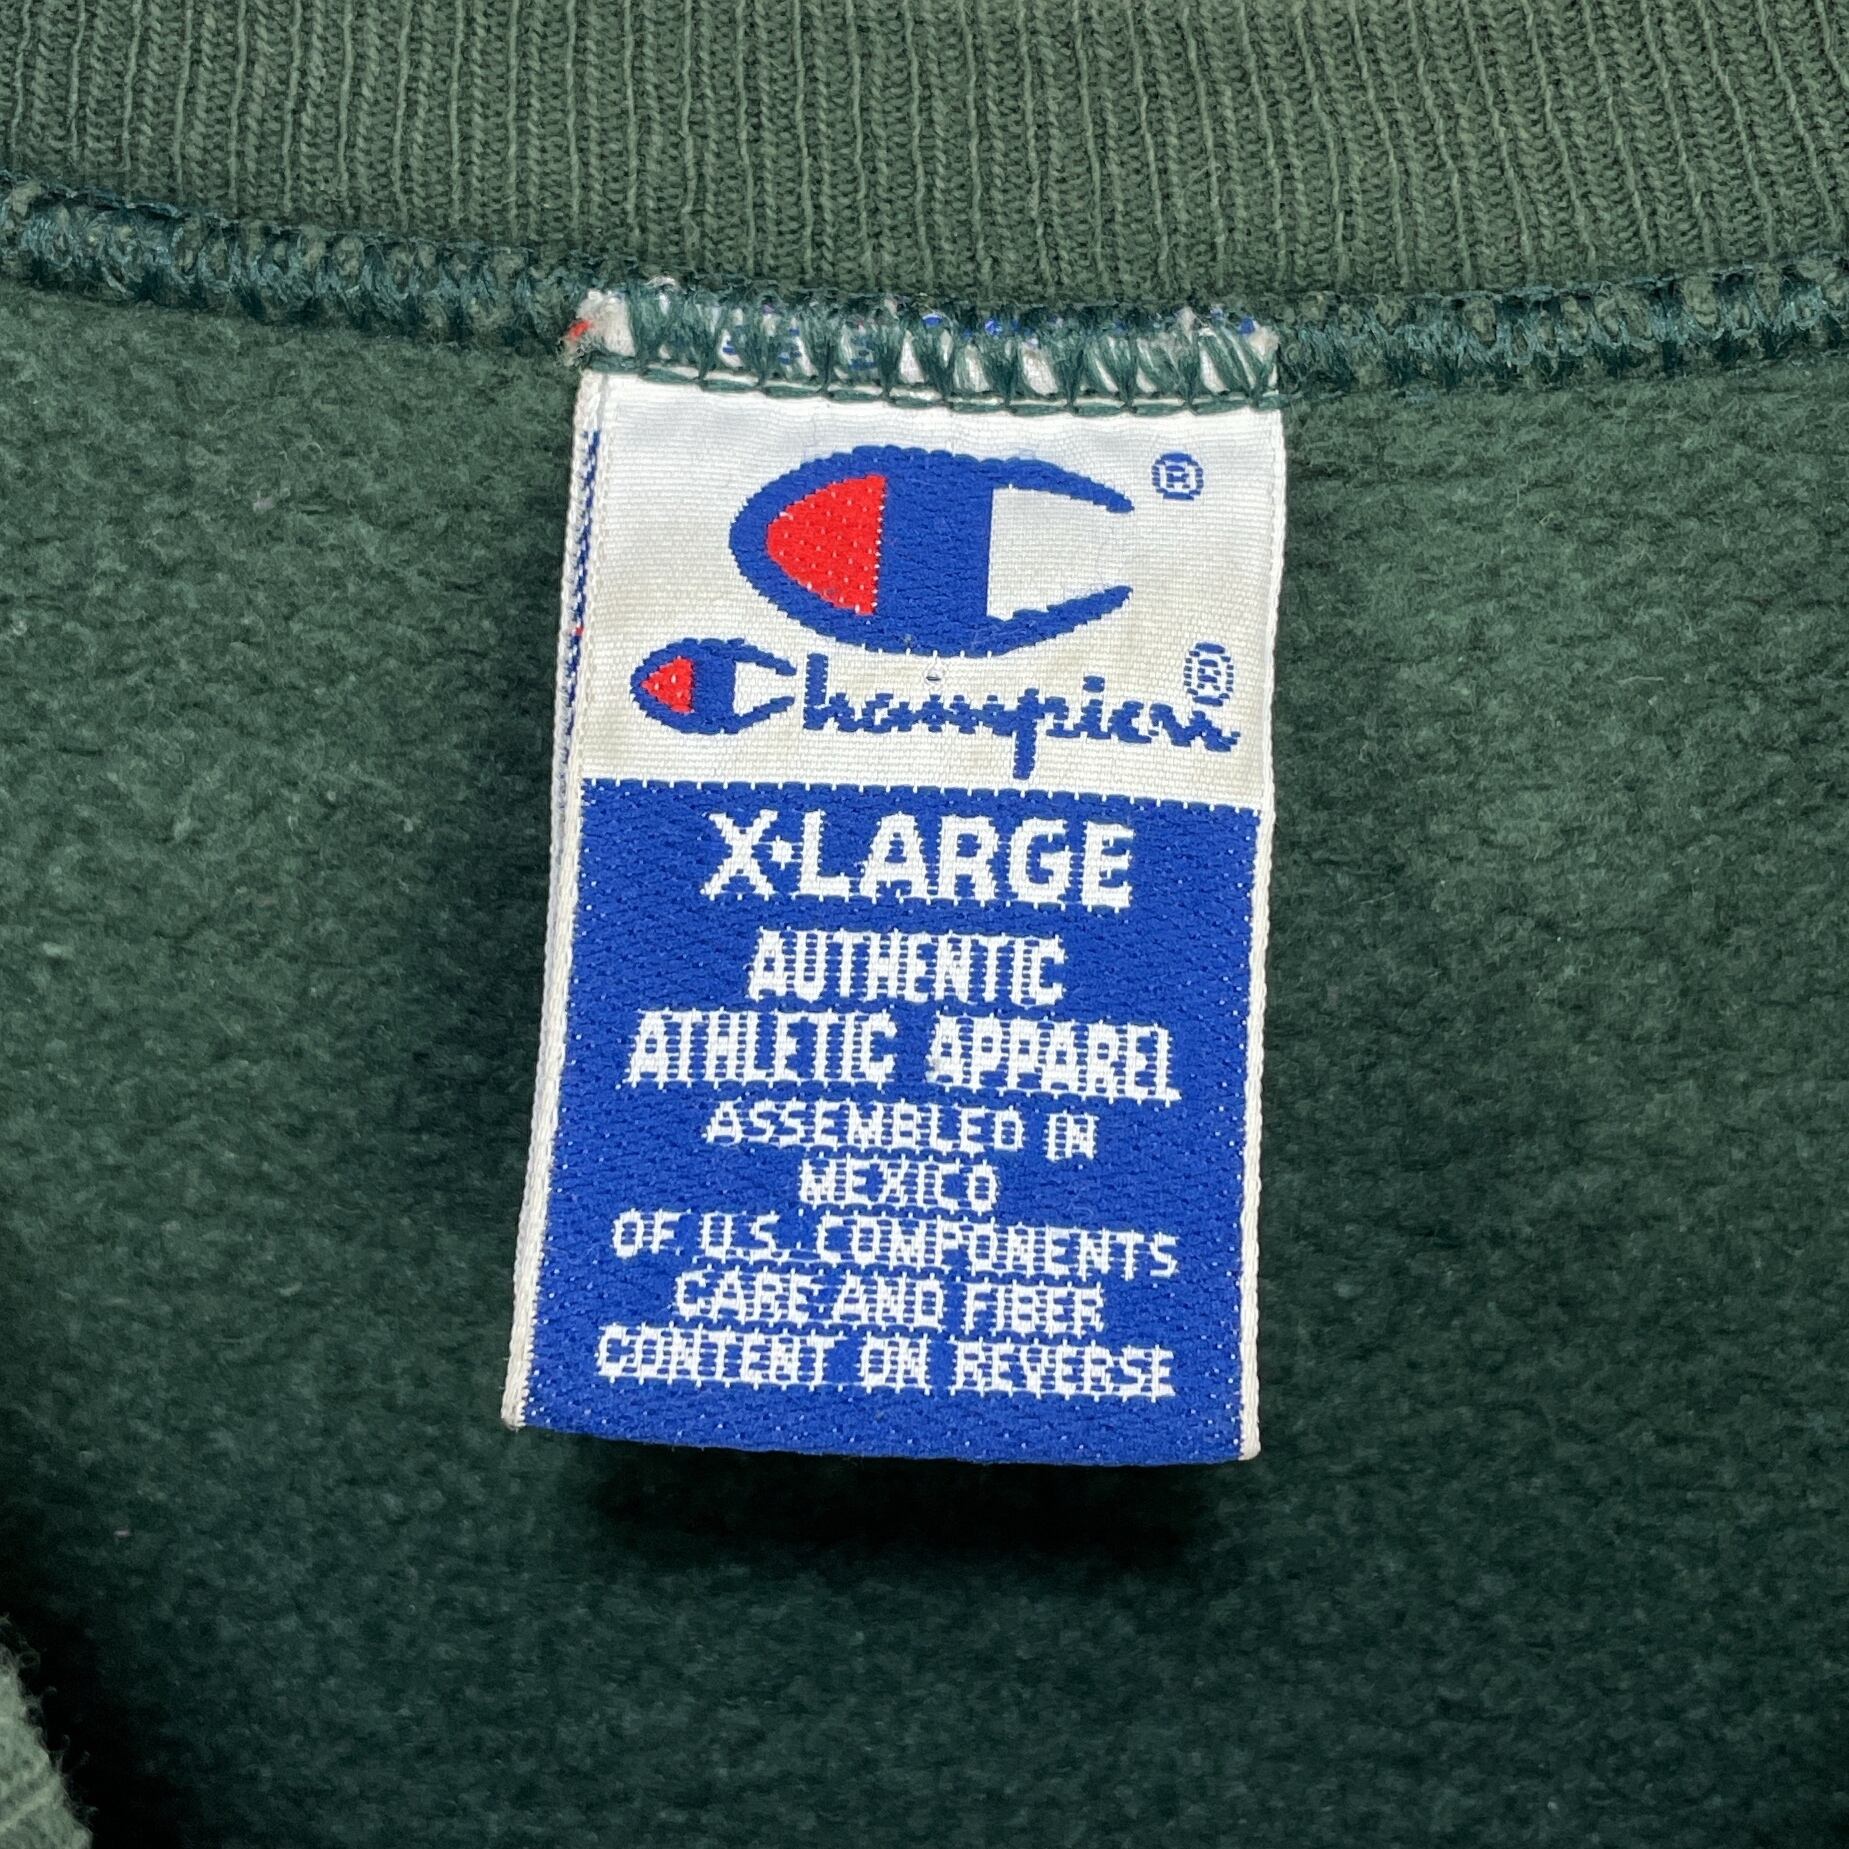 ®
Champion®
X-LARGE
AUTHENTIC
ATHLETIC APPAREL
ASSEMBLED IN
MEXICO
OF U.S. COMPONENTS
CARE AND FIBER
CONTENT ON REVERSE